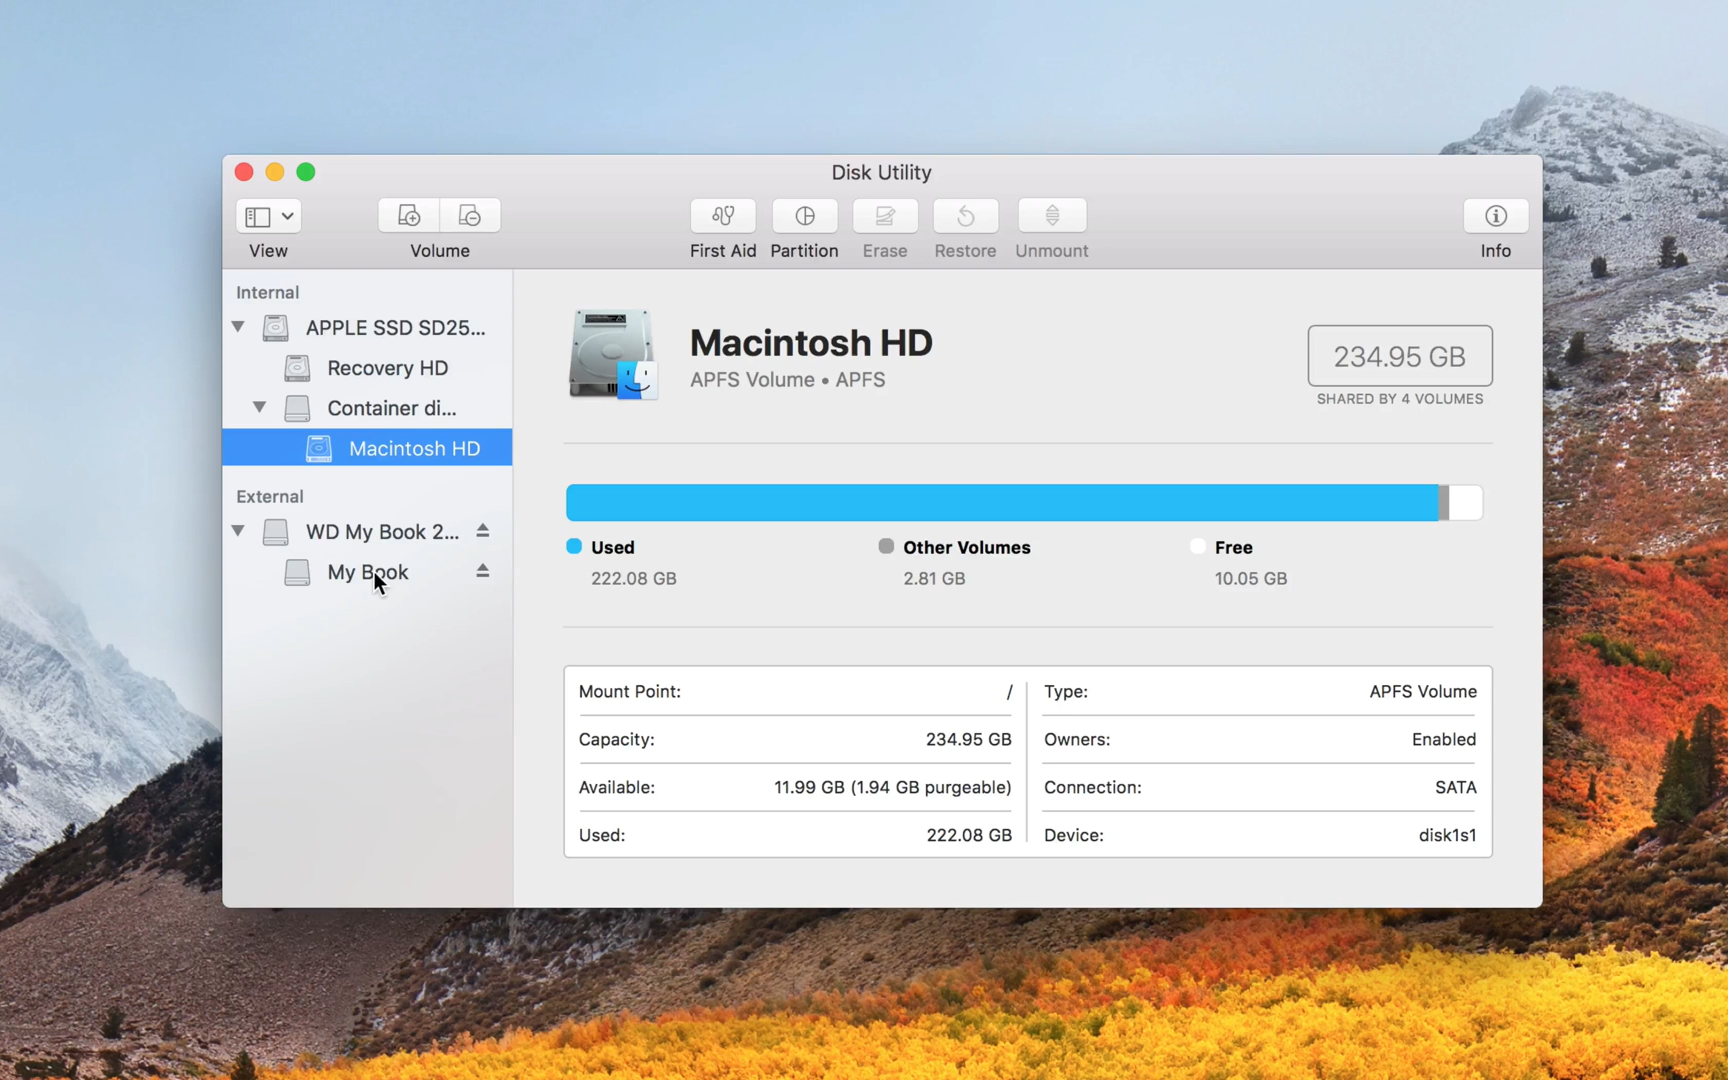 Disk Utility
View
Volume
First Aid
Partition
Erase
Restore
Unmount
Info
Internal
APPLE SSD SD25...
Recovery HD
Container di...
Macintosh HD
External
WD My Book 2...
My Book
Macintosh HD
APFS Volume • APFS
234.95 GB
SHARED BY 4 VOLUMES
Used
222.08 GB
Other Volumes
2.81 GB
Free
10.05 GB
Mount Point: /
Capacity: 234.95 GB
Available: 11.99 GB (1.94 GB purgeable)
Used: 222.08 GB
Type: APFS Volume
Owners: Enabled
Connection: SATA
Device: disk1s1